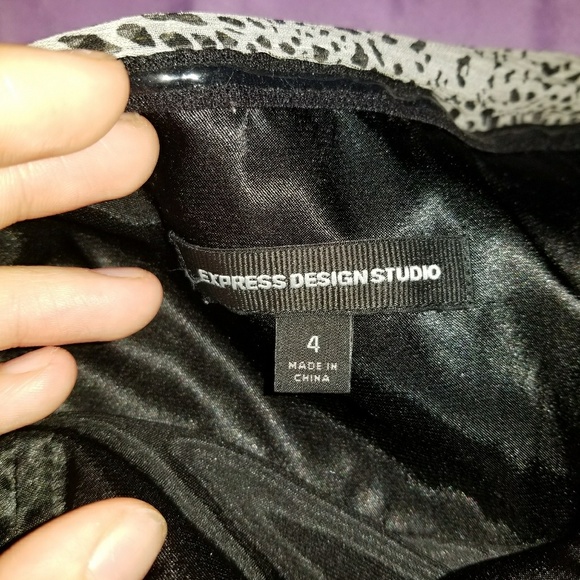 EXPRESS DESIGN STUDIO
4
MADE IN
CHINA